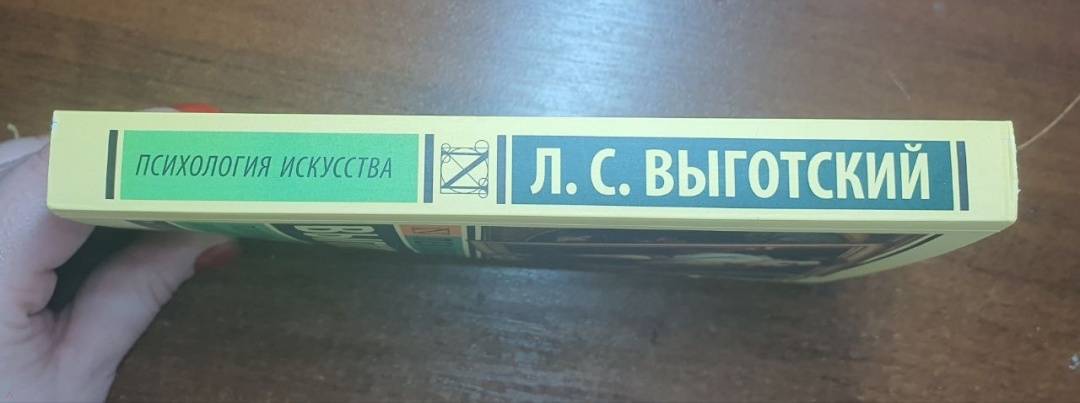 ПСИХОЛОГИЯ ИСКУССТВА
N
Л. С. ВЫГОТСКИЙ